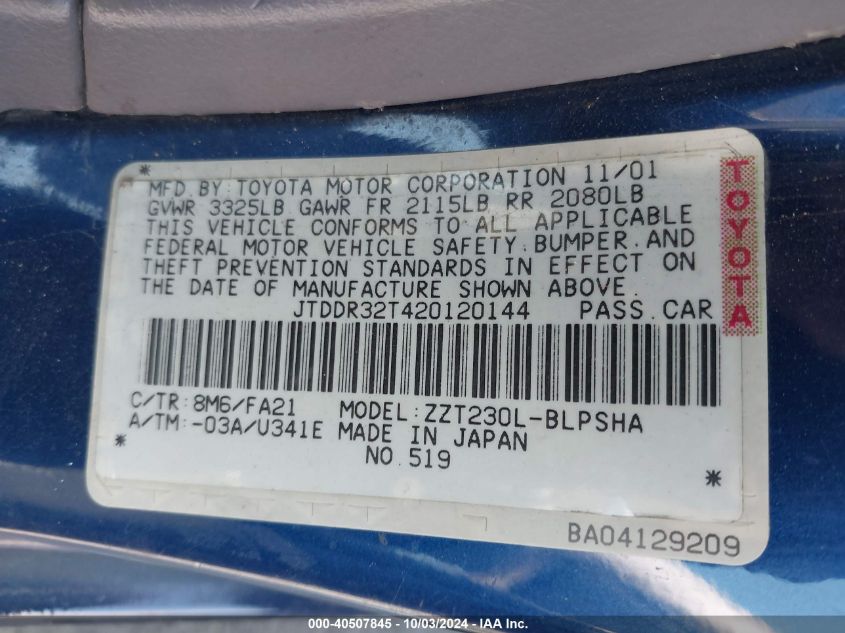 *
MFD. BY: TOYOTA MOTOR CORPORATION 11/01
GVWR 3325LB GAWR FR 2115LB RR 2080LB
THIS VEHICLE CONFORMS TO ALL APPLICABLE
FEDERAL MOTOR VEHICLE SAFETY, BUMPER, AND
THEFT PREVENTION STANDARDS IN EFFECT ON
THE DATE OF MANUFACTURE SHOWN ABOVE.
TOYOTA
JTDDR32T420120144 PASS. CAR
C/TR: 8M6/FA21 MODEL: ZZT230L-BLPSHA
A/TM: -03A/U341E MADE IN JAPAN
* NO. 519 *
BA04129209
000-40507845 - 10/03/2024 - IAA Inc.